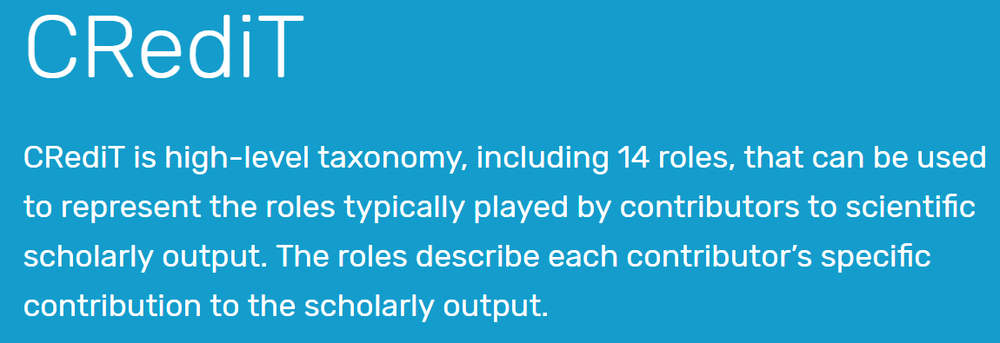 CRediT
CRediT is high-level taxonomy, including 14 roles, that can be used
to represent the roles typically played by contributors to scientific
scholarly output. The roles describe each contributor’s specific
contribution to the scholarly output.